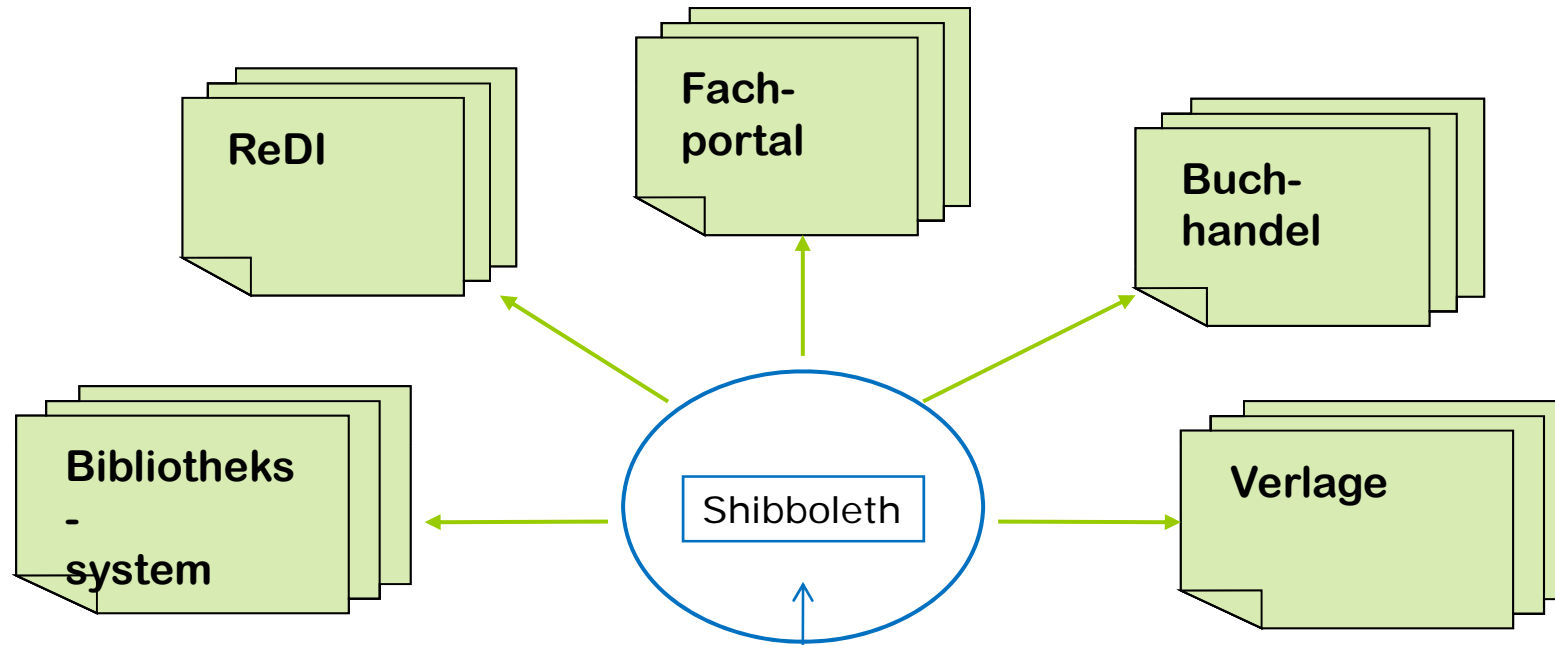 ReDI
Fach-
portal
Buch-
handel
Bibliotheks
-
system
Shibboleth
Verlage